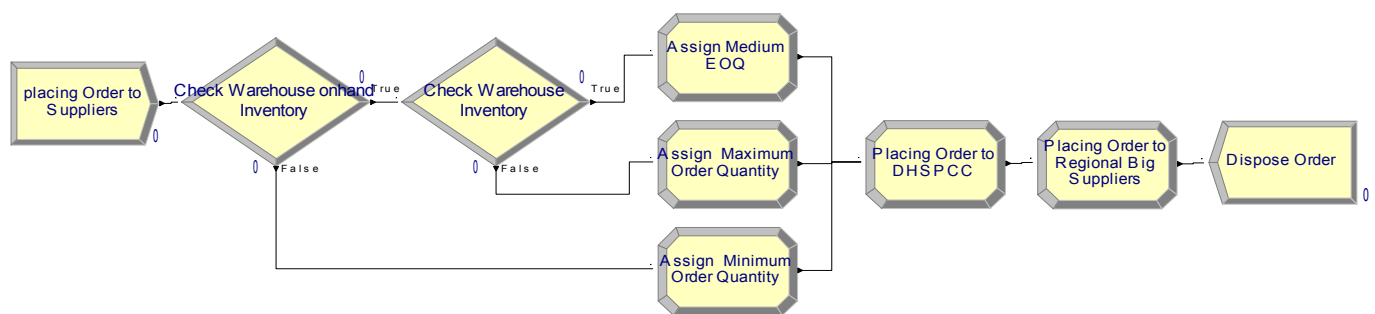 placing Order to
Suppliers
0
Check Warehouse onhand
Inventory
0
True
0
False
Check Warehouse
Inventory
0
True
0
False
Assign Medium
EOQ
Assign Maximum
Order Quantity
Assign Minimum
Order Quantity
Placing Order to
DHSPCC
Placing Order to
Regional Big
Suppliers
Dispose Order
0